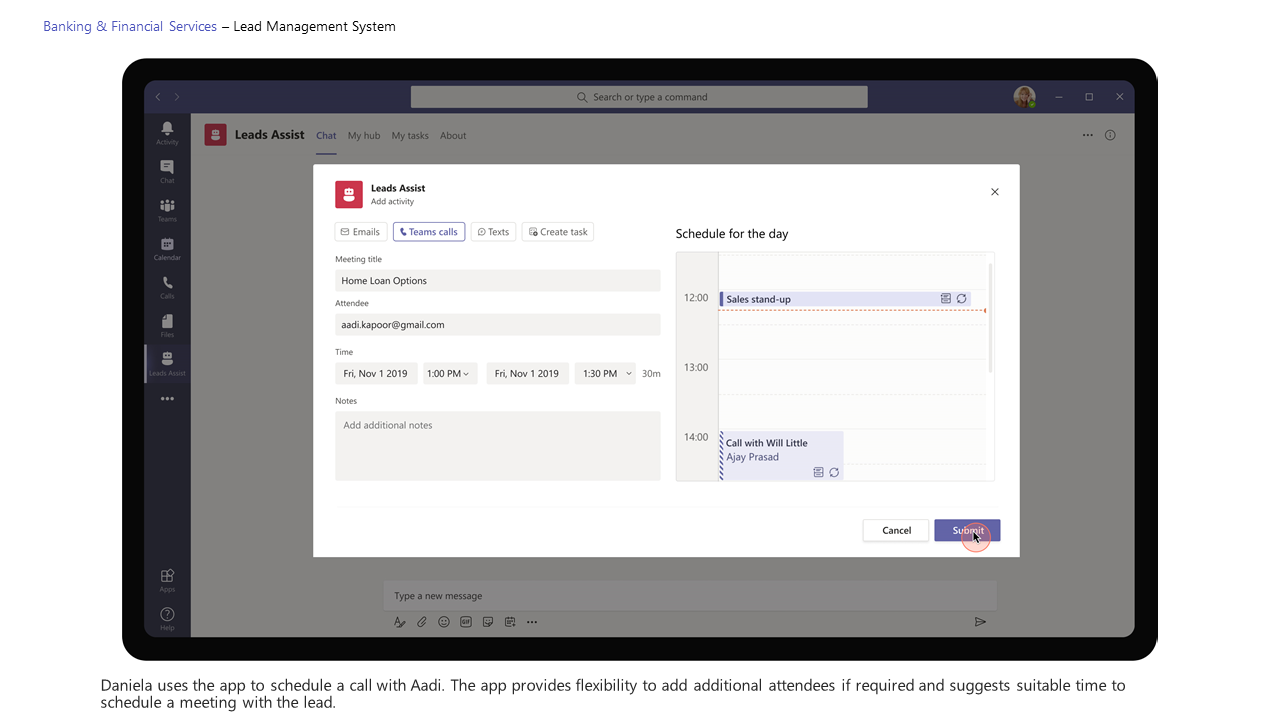 Banking & Financial Services – Lead Management System
Search or type a command
Activity
Chat
Teams
Calendar
Calls
Files
Leads Assist
Apps
Help
Leads Assist Chat My hub My tasks About
Leads Assist
Add activity
Emails Teams calls Texts Create task
Meeting title
Home Loan Options
Attendee
aadi.kapoor@gmail.com
Time
Fri, Nov 1 2019 1:00 PM Fri, Nov 1 2019 1:30 PM 30m
Notes
Add additional notes
Schedule for the day
12:00 Sales stand-up
13:00
14:00 Call with Will Little
Ajay Prasad
Cancel Submit
Type a new message
GIF
Daniela uses the app to schedule a call with Aadi. The app provides flexibility to add additional attendees if required and suggests suitable time to
schedule a meeting with the lead.